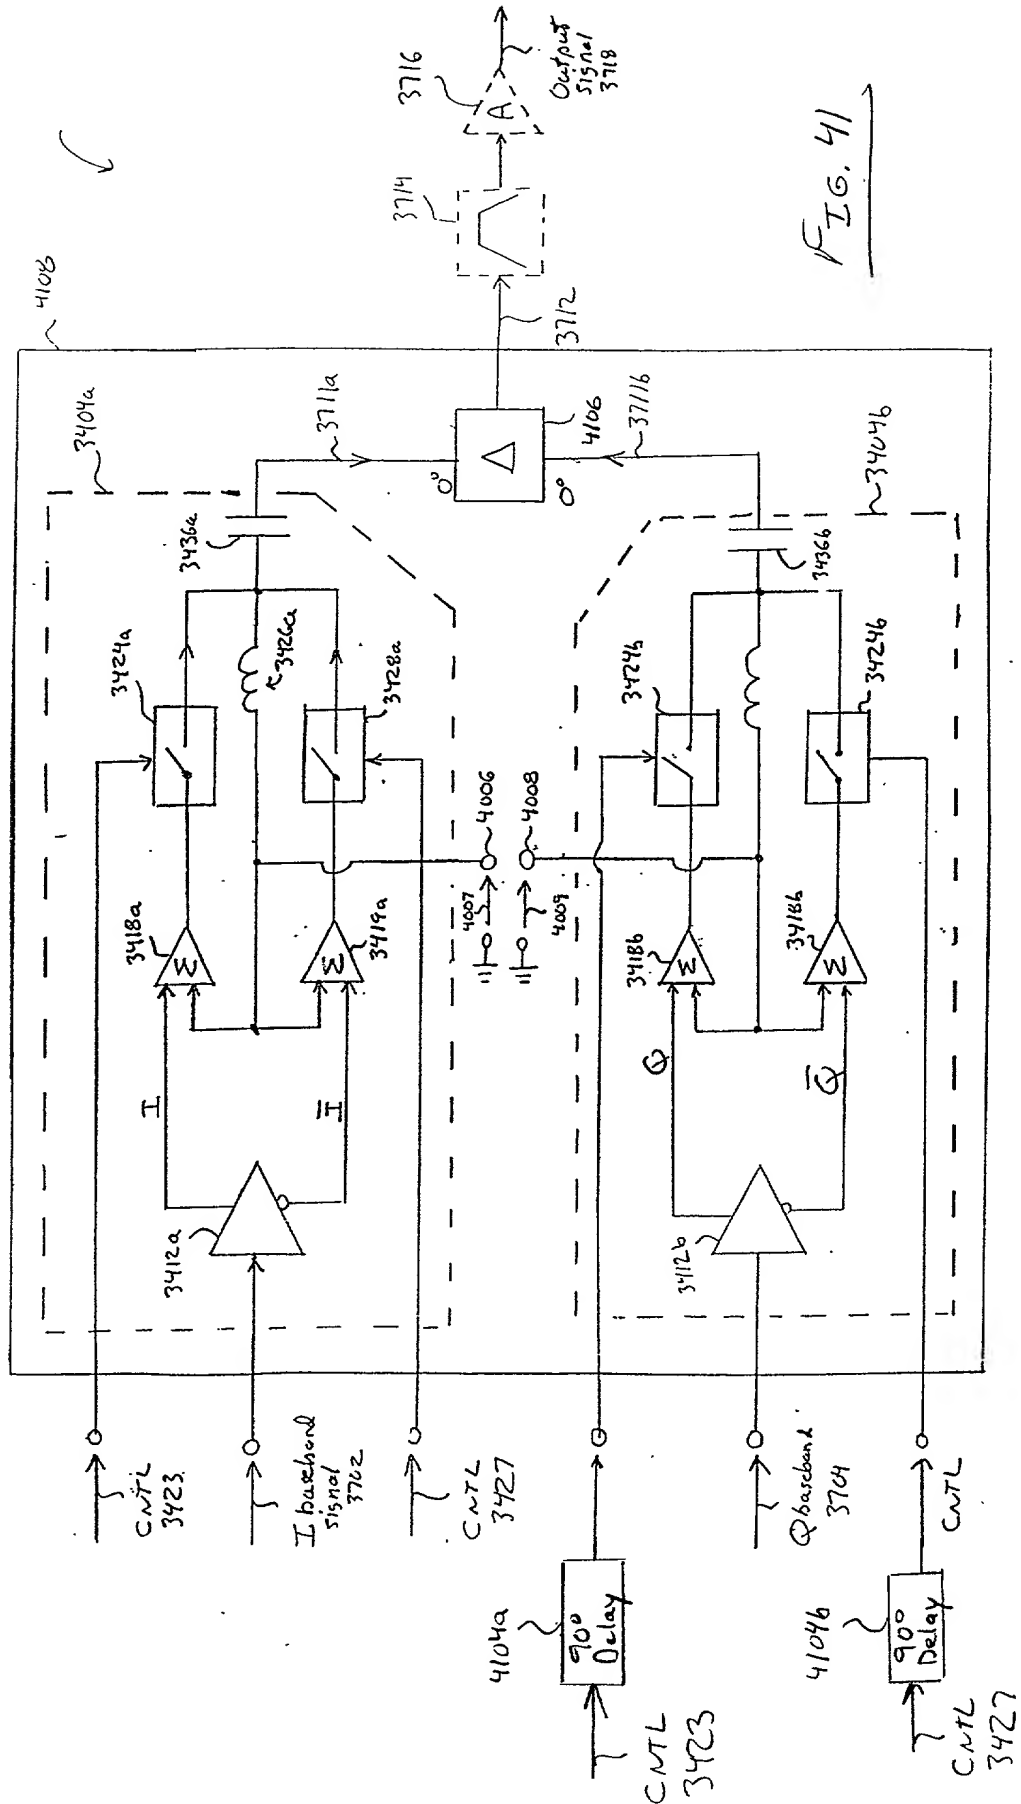 4108
3404a
3424a
3418a
3436a
3711a
3426a
3428a
3419a
I
I̅
3412a
CNTL
3423
I baseband
signal
3702
CNTL
3427
4006
4007
4008
4009
0°
Δ
0°
4106
3711b
3712
3714
3716
A
Output
signal
3718
3404b
3436b
3424b
3424b
3418b
3418b
Σ
Σ
Σ
Σ
Q
Q̅
3412b
Q baseband
3704
CNTL
4104a
90°
Delay
CNTL
3423
4104b
90°
Delay
CNTL
3427
FIG. 41